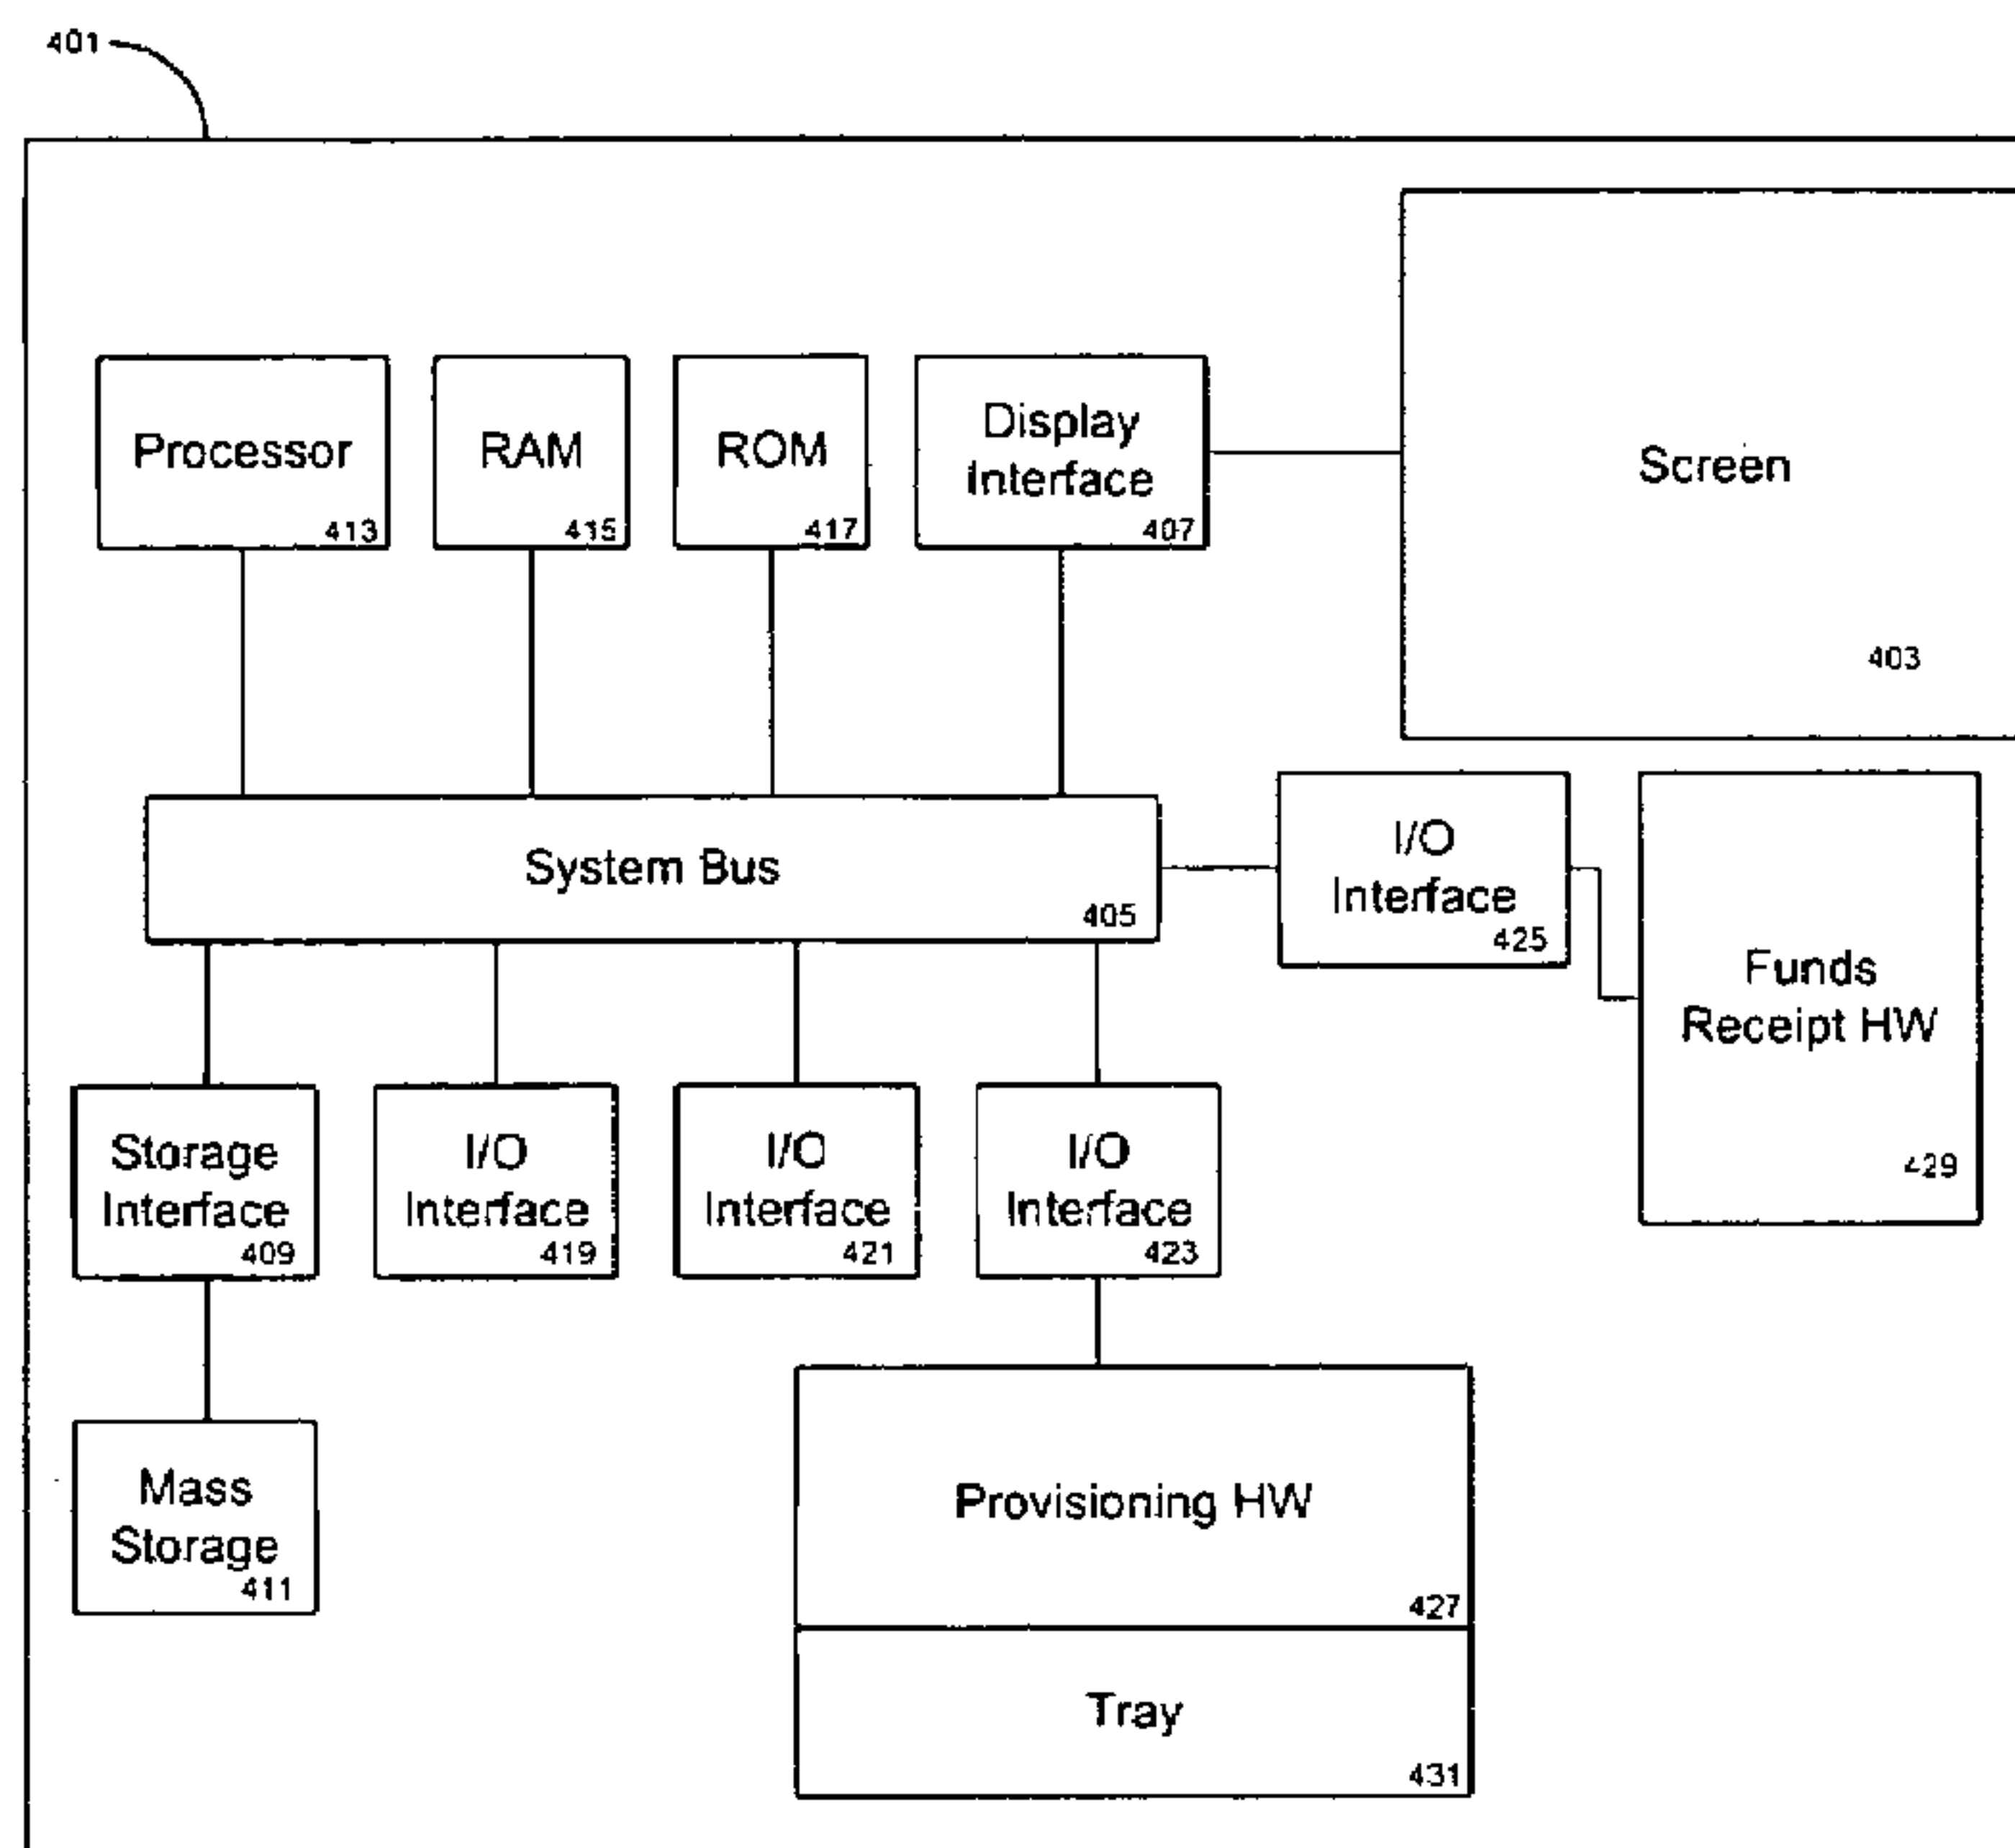 401
Processor
413
RAM
415
ROM
417
Display
Interface
407
Screen
403
System Bus
405
I/O
Interface
425
Funds
Receipt HW
429
Storage
Interface
409
I/O
Interface
419
I/O
Interface
421
I/O
Interface
423
Mass
Storage
411
Provisioning HW
427
Tray
431